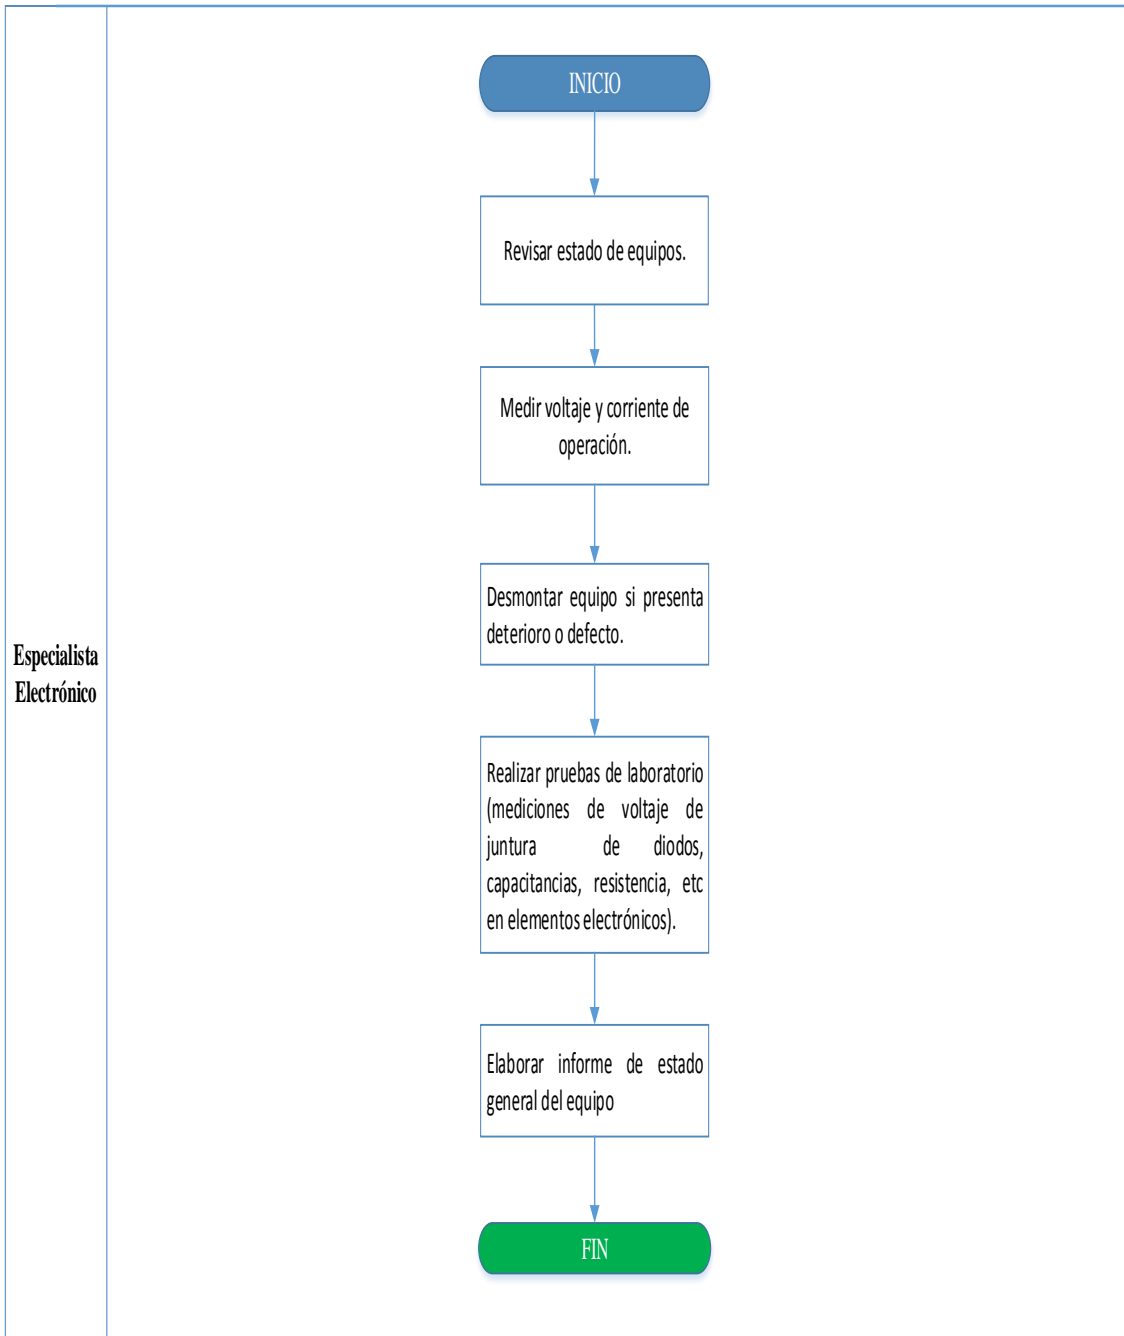 INICIO
Revisar estado de equipos.
Medir voltaje y corriente de
operación.
Desmontar equipo si presenta
deterioro o defecto.
Especialista
Electrónico
Realizar pruebas de laboratorio
(mediciones de voltaje de
juntura de diodos,
capacitancias, resistencia, etc
en elementos electrónicos).
Elaborar informe de estado
general del equipo
FIN